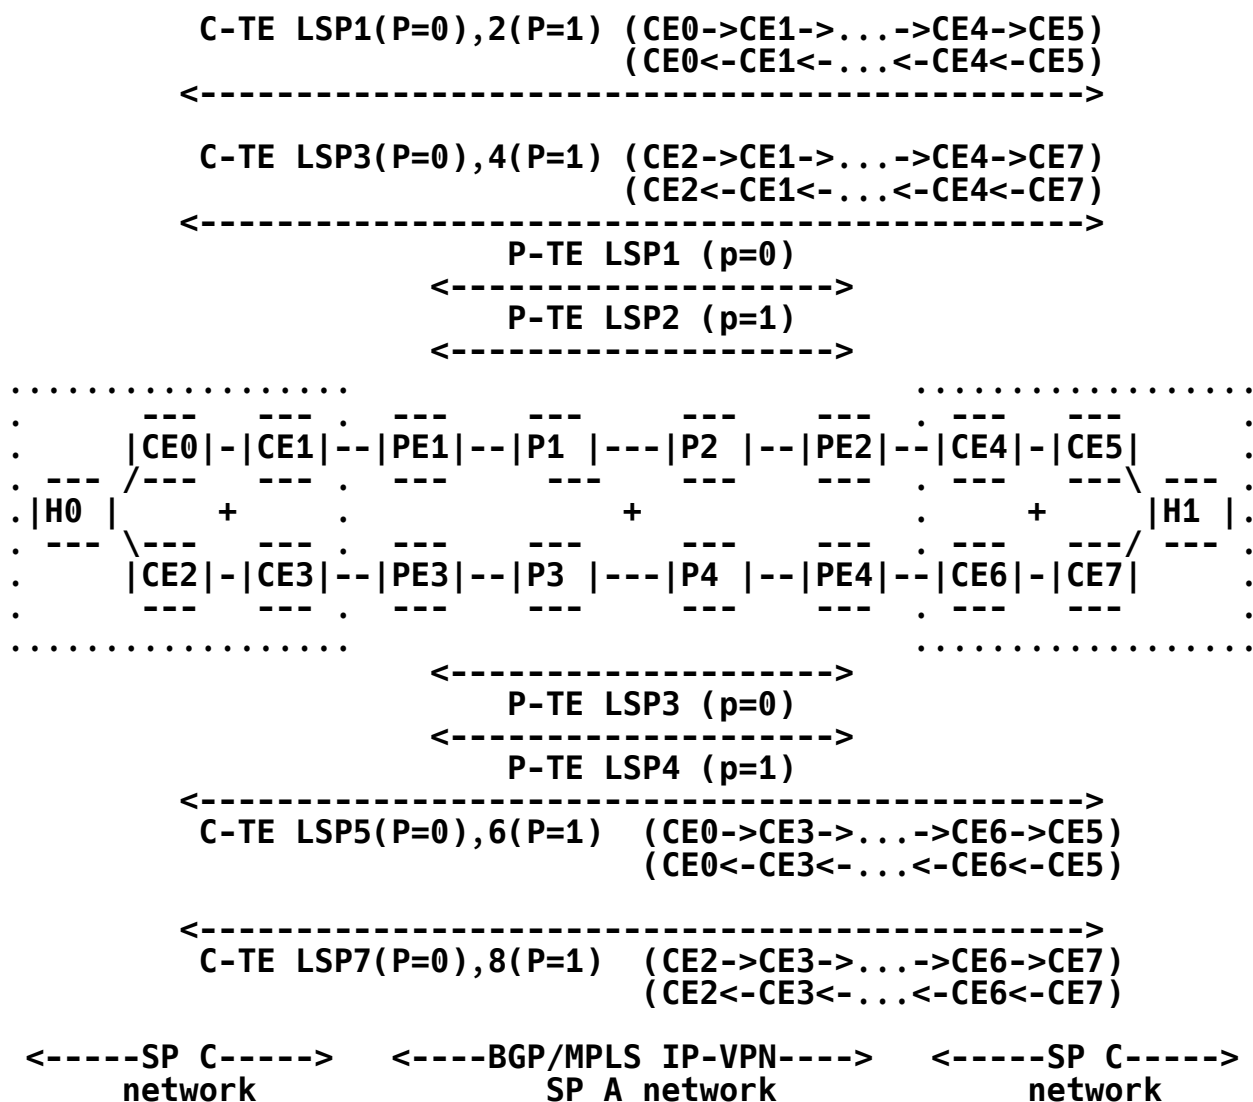 C-TE LSP1(P=0),2(P=1) (CE0->CE1->...->CE4->CE5)
(CE0<-CE1<-...<-CE4<-CE5)
<---------------------------------------------->
C-TE LSP3(P=0),4(P=1) (CE2->CE1->...->CE4->CE7)
(CE2<-CE1<-...<-CE4<-CE7)
<---------------------------------------------->
P-TE LSP1 (p=0)
<-------------------->
P-TE LSP2 (p=1)
<-------------------->
..................                              ..................
.      ---   --- .  ---    ---     ---    --- . ---   ---      .
.     |CE0|-|CE1|--|PE1|--|P1 |---|P2 |--|PE2|--|CE4|-|CE5|     .
. --- /---   --- .  ---     ---    ---    ---  . ---   ---\ --- .
.|H0 |     +     .              +              .     +     |H1 |.
. --- \---   --- .  ---    ---     ---    ---  . ---   ---/ --- .
.     |CE2|-|CE3|--|PE3|--|P3 |---|P4 |--|PE4|--|CE6|-|CE7|     .
.      ---   --- .  ---    ---     ---    ---  . ---   ---      .
..................                              ..................
<-------------------->
P-TE LSP3 (p=0)
<-------------------->
P-TE LSP4 (p=1)
<---------------------------------------------->
C-TE LSP5(P=0),6(P=1)  (CE0->CE3->...->CE6->CE5)
(CE0<-CE3<-...<-CE6<-CE5)
<---------------------------------------------->
C-TE LSP7(P=0),8(P=1)  (CE2->CE3->...->CE6->CE7)
(CE2<-CE3<-...<-CE6<-CE7)
<-----SP C----->   <----BGP/MPLS IP-VPN---->   <-----SP C----->
network               SP A network             network